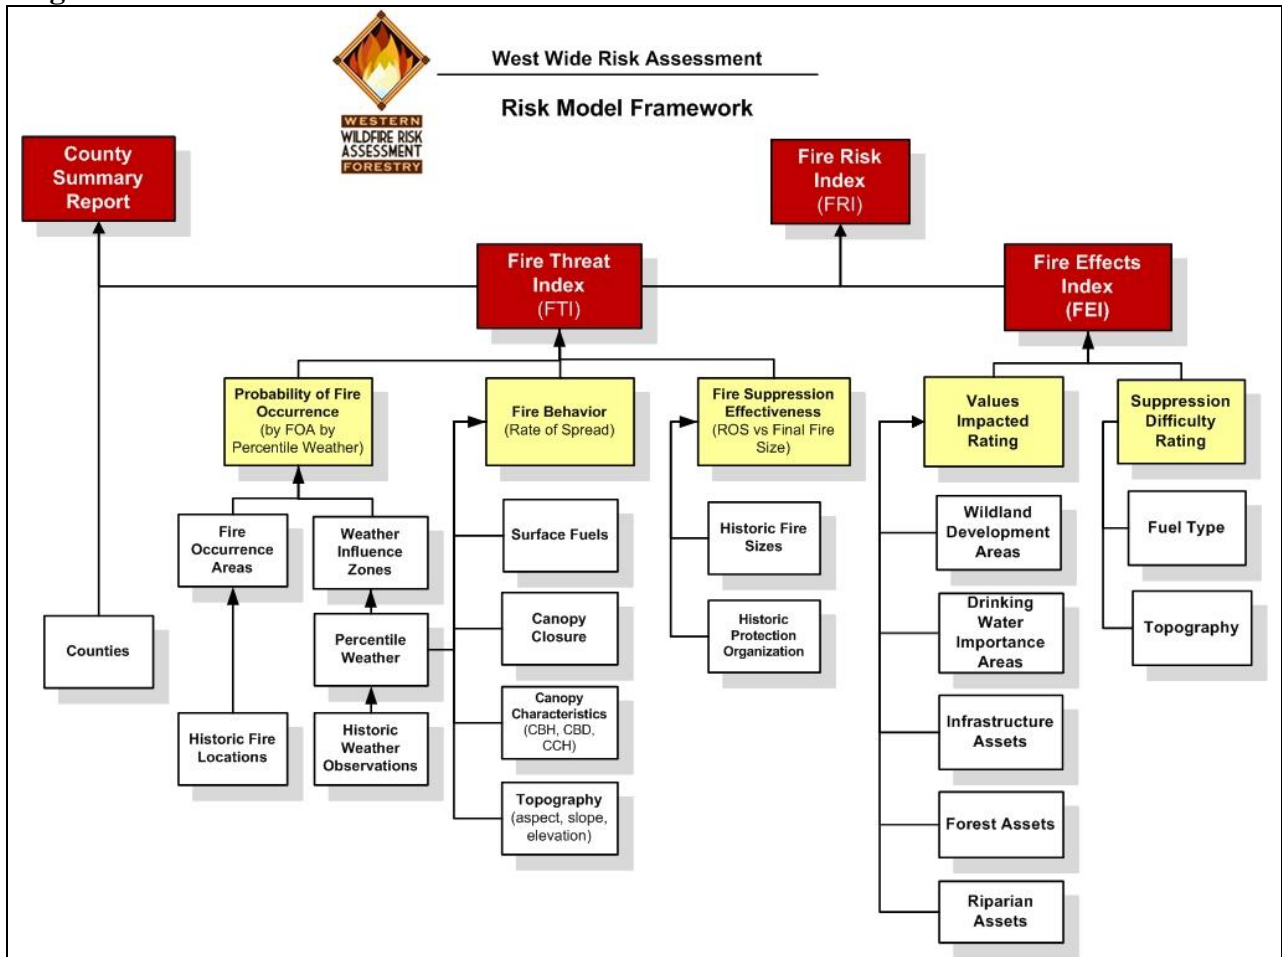 West Wide Risk Assessment
Risk Model Framework
WESTERN
WILDFIRE RISK
ASSESSMENT
FORESTRY
County
Summary
Report
Fire Risk
Index
(FRI)
Fire Threat
Index
(FTI)
Fire Effects
Index
(FEI)
Probability of Fire
Occurrence
(by FOA by
Percentile Weather)
Fire Behavior
(Rate of Spread)
Fire Suppression
Effectiveness
(ROS vs Final Fire
Size)
Values
Impacted
Rating
Suppression
Difficulty
Rating
Fire
Occurrence
Areas
Weather
Influence
Zones
Surface Fuels
Historic Fire
Sizes
Wildland
Development
Areas
Fuel Type
Counties
Percentile
Weather
Canopy
Closure
Historic
Protection
Organization
Drinking
Water
Importance
Areas
Topography
Historic Fire
Locations
Historic
Weather
Observations
Canopy
Characteristics
(CBH, CBD,
CCH)
Infrastructure
Assets
Topography
(aspect, slope,
elevation)
Forest Assets
Riparian
Assets